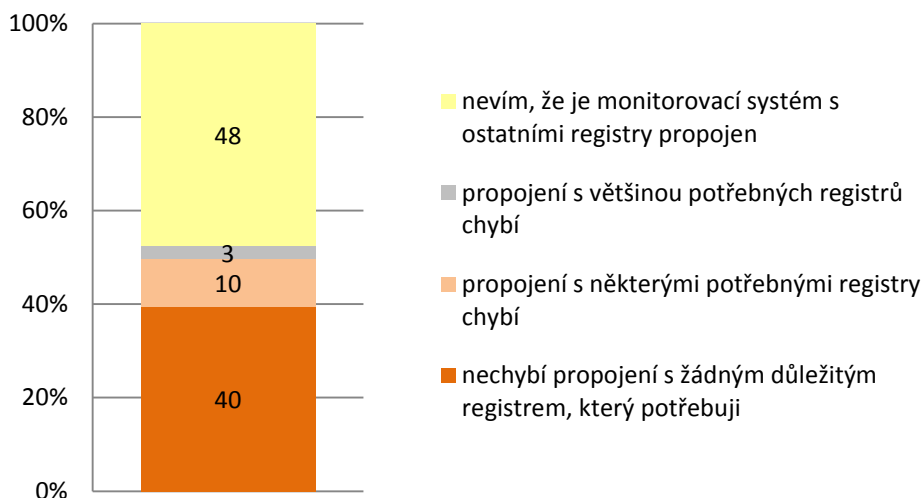 100%
80%
60%
40%
20%
0%
48
3
10
40
nevím, že je monitorovací systém s
ostatními registry propojen
propojení s většinou potřebných registrů
chybí
propojení s některými potřebnými registry
chybí
nechybí propojení s žádným důležitým
registrem, který potřebuji